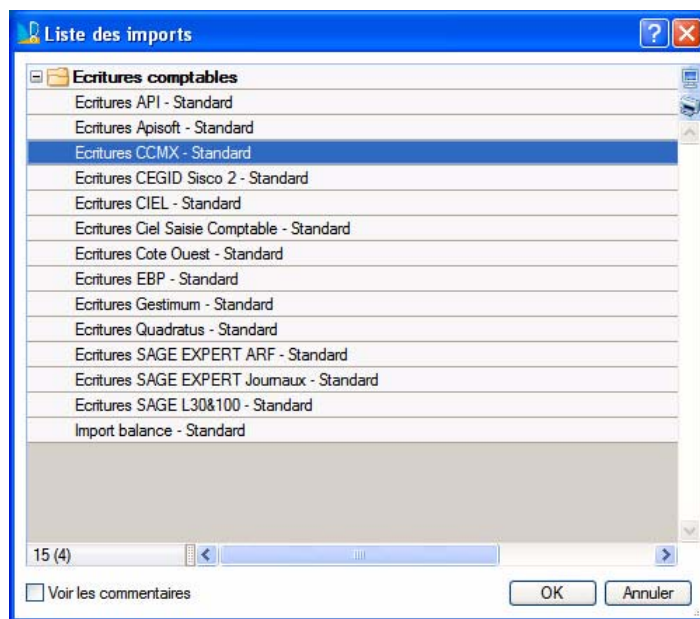 Liste des imports
Ecritures comptables
Ecritures API - Standard
Ecritures Apisoft - Standard
Ecritures CCMX - Standard
Ecritures CEGID Sisco 2 - Standard
Ecritures CIEL - Standard
Ecritures Ciel Saisie Comptable - Standard
Ecritures Cote Ouest - Standard
Ecritures EBP - Standard
Ecritures Gestimum - Standard
Ecritures Quadratus - Standard
Ecritures SAGE EXPERT ARF - Standard
Ecritures SAGE EXPERT Journaux - Standard
Ecritures SAGE L30&100 - Standard
Import balance - Standard
15 (4)
Voir les commentaires
OK
Annuler